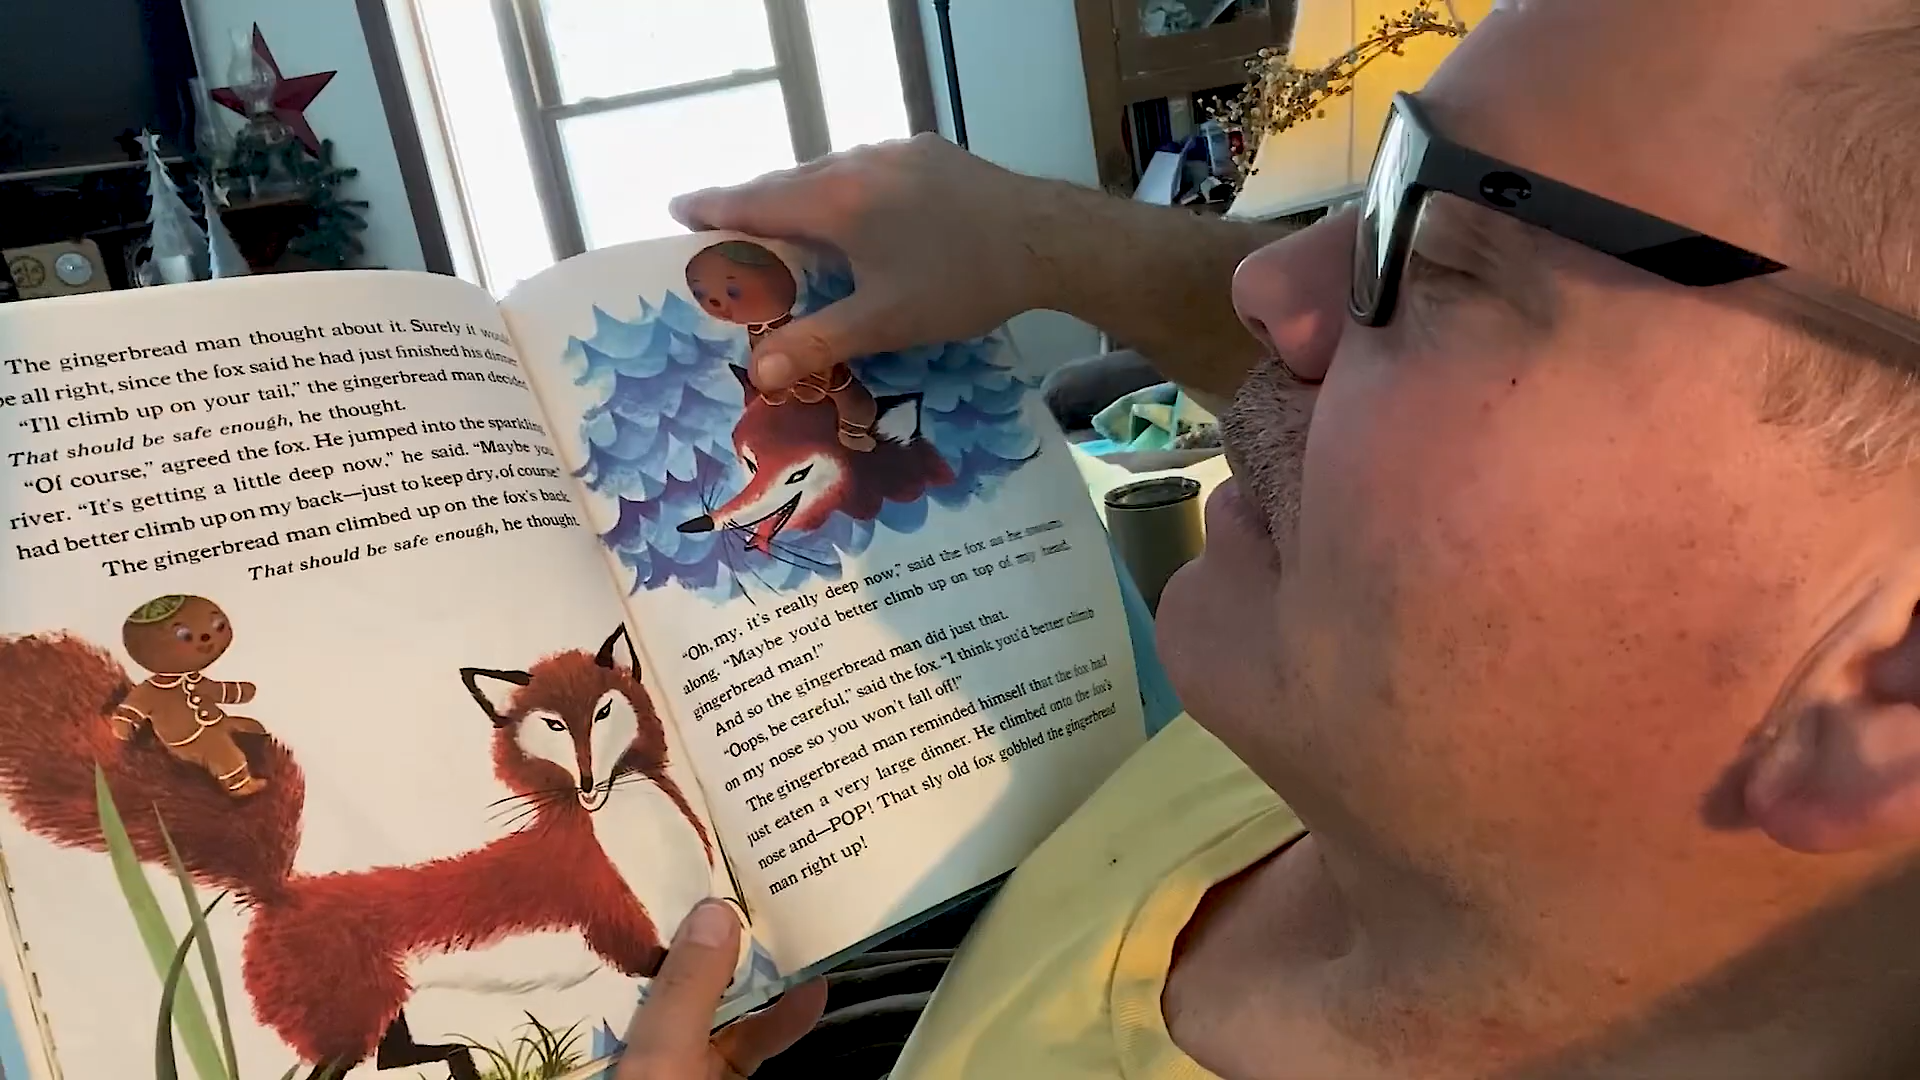 The gingerbread man thought about it. Surely it would
be all right, since the fox said he had just finished his dinner.
“I’ll climb up on your tail,” the gingerbread man decided.
That should be safe enough, he thought.
“Of course,” agreed the fox. He jumped into the sparkling
river. “It’s getting a little deep now,” he said. “Maybe you
had better climb up on my back—just to keep dry, of course.”
The gingerbread man climbed up on the fox’s back.
That should be safe enough, he thought.
“Oh, my, it’s really deep now,” said the fox as he swam
along. “Maybe you’d better climb up on top of my head,
gingerbread man!”
And so the gingerbread man did just that.
“Oops, be careful,” said the fox. “I think you’d better climb
on my nose so you won’t fall off!”
The gingerbread man reminded himself that the fox had
just eaten a very large dinner. He climbed onto the fox’s
nose and—POP! That sly old fox gobbled the gingerbread
man right up!